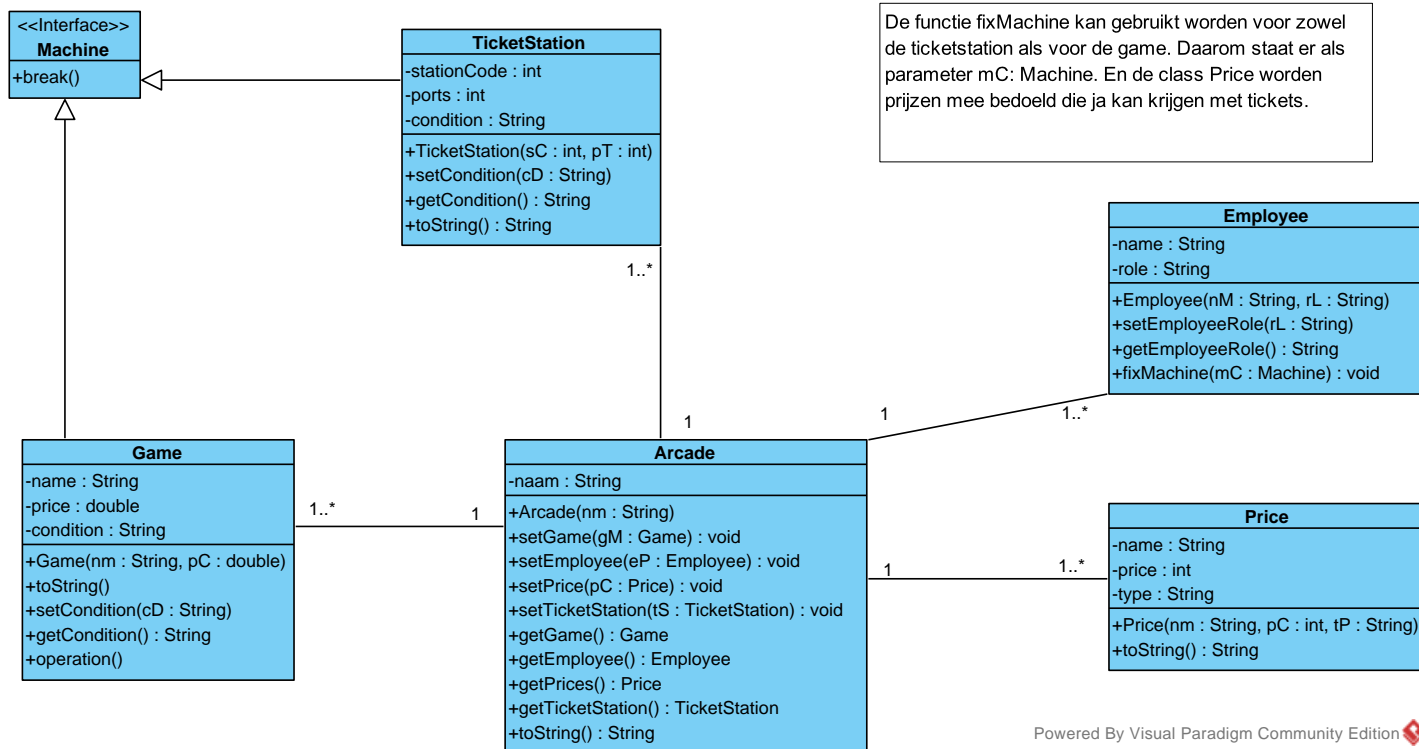 <<Interface>>
Machine
+break()
TicketStation
-stationCode : int
-ports : int
-condition : String
+TicketStation(sC : int, pT : int)
+setCondition(cD : String)
+getCondition() : String
+toString() : String
De functie fixMachine kan gebruikt worden voor zowel
de ticketstation als voor de game. Daarom staat er als
parameter mC: Machine. En de class Price worden
prijzen mee bedoeld die ja kan krijgen met tickets.
Employee
-name : String
-role : String
+Employee(nM : String, rL : String)
+setEmployeeRole(rL : String)
+getEmployeeRole() : String
+fixMachine(mC : Machine) : void
1..*
1
1
1..*
Game
-name : String
-price : double
-condition : String
+Game(nm : String, pC : double)
+toString()
+setCondition(cD : String)
+getCondition() : String
+operation()
1..*
1
Arcade
-naam : String
+Arcade(nm : String)
+setGame(gM : Game) : void
+setEmployee(eP : Employee) : void
+setPrice(pC : Price) : void
+setTicketStation(tS : TicketStation) : void
+getGame() : Game
+getEmployee() : Employee
+getPrices() : Price
+getTicketStation() : TicketStation
+toString() : String
1
1..*
Price
-name : String
-price : int
-type : String
+Price(nm : String, pC : int, tP : String)
+toString() : String
Powered By Visual Paradigm Community Edition